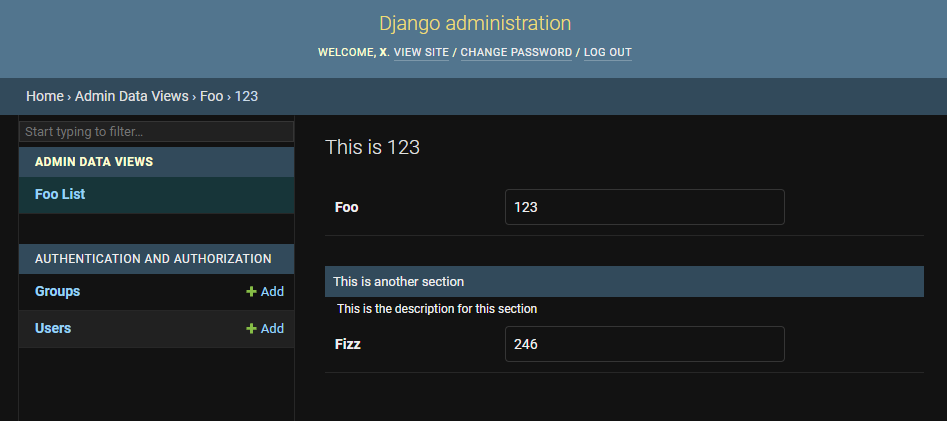 Django administration
WELCOME, X. VIEW SITE / CHANGE PASSWORD / LOG OUT
Home › Admin Data Views › Foo › 123
Start typing to filter...
ADMIN DATA VIEWS
Foo List
AUTHENTICATION AND AUTHORIZATION
Groups + Add
Users + Add
This is 123
Foo 123
This is another section
This is the description for this section
Fizz 246